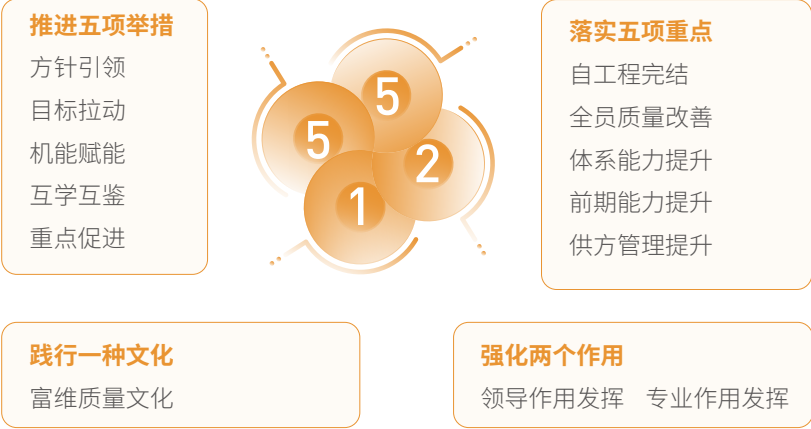 推进五项举措
方针引领
目标拉动
机能赋能
互学互鉴
重点促进
5
5
2
1
落实五项重点
自工程完结
全员质量改善
体系能力提升
前期能力提升
供方管理提升
践行一种文化
富维质量文化
强化两个作用
领导作用发挥 专业作用发挥